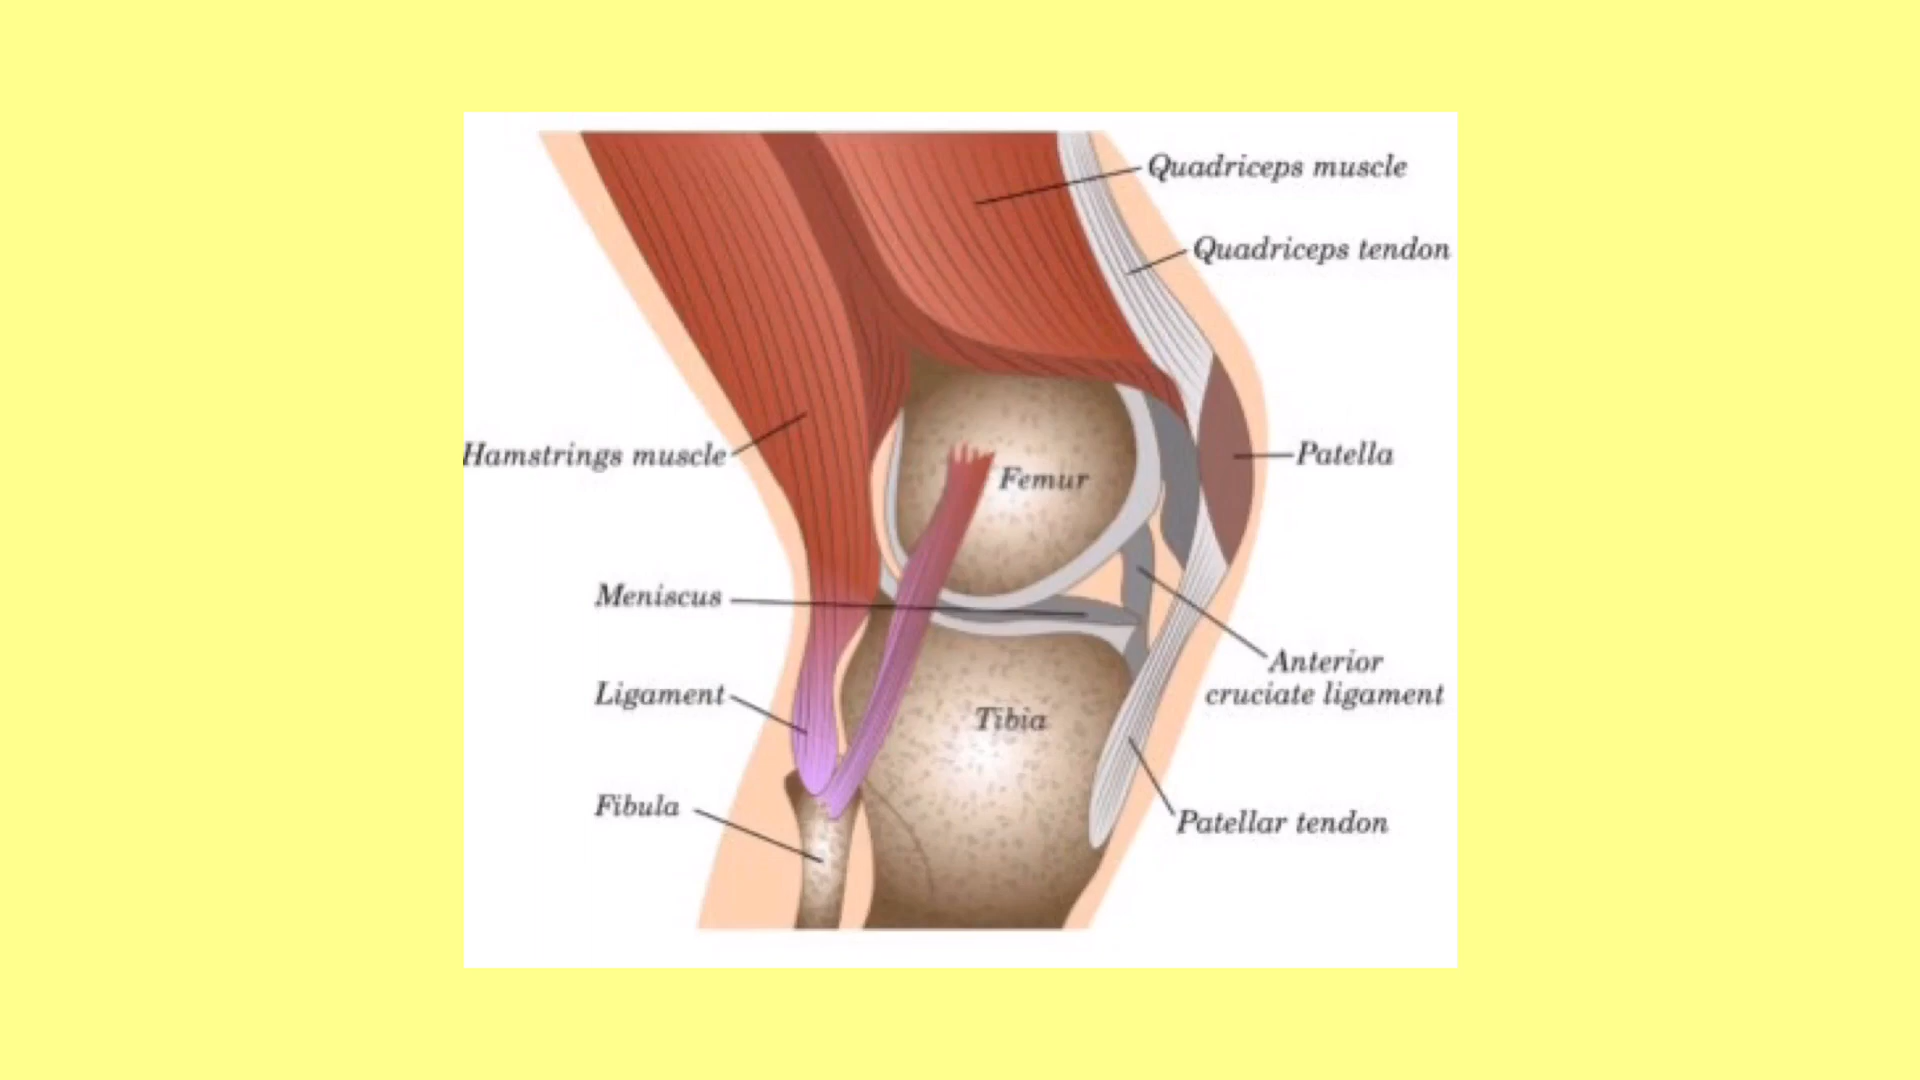 Quadriceps muscle
Quadriceps tendon
Hamstrings muscle
Patella
Femur
Meniscus
Anterior
cruciate ligament
Ligament
Tibia
Fibula
Patellar tendon